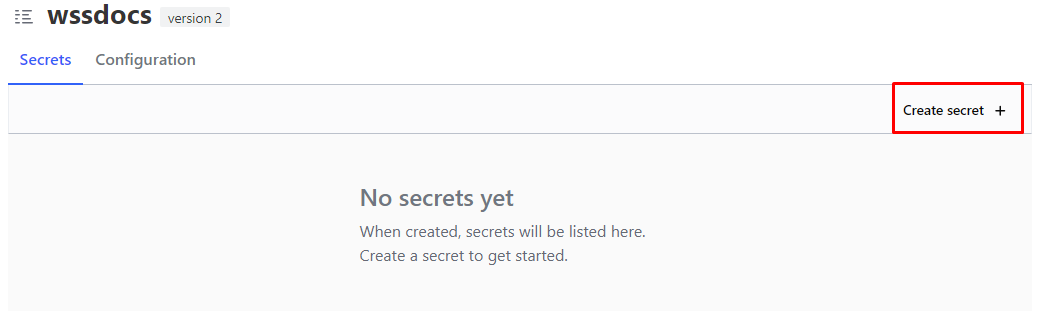 wssdocs version 2
Secrets Configuration
Create secret +
No secrets yet
When created, secrets will be listed here.
Create a secret to get started.